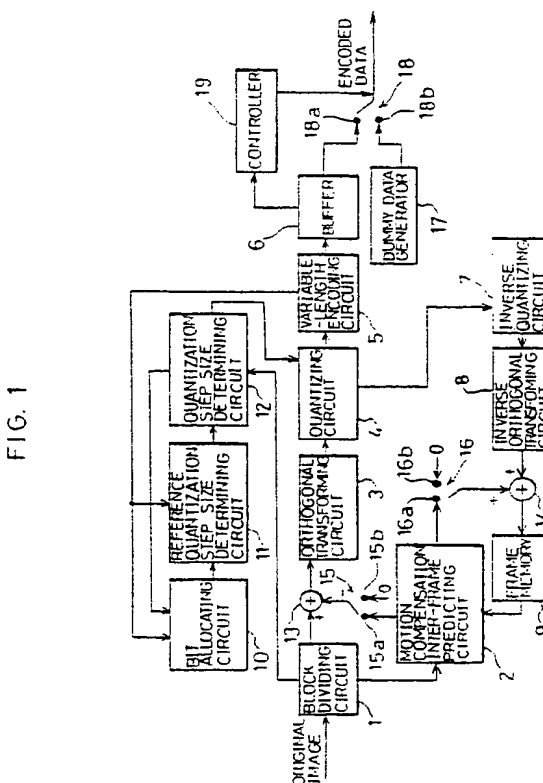 FIG. 1
19
CONTROLLER
ENCODED
DATA
18
18a
18b
6
BUFFER
DUMMY DATA
GENERATOR
17
VARIABLE
-LENGTH
ENCODING
CIRCUIT
5
QUANTIZATION
STEP SIZE
DETERMINING
CIRCUIT
12
QUANTIZING
CIRCUIT
4
REFERENCE
QUANTIZATION
STEP SIZE
DETERMINING
CIRCUIT
11
ORTHOGONAL
TRANSFORMING
CIRCUIT
3
BIT
ALLOCATING
CIRCUIT
10
13
+
15
15a
15b
0
BLOCK
DIVIDING
CIRCUIT
1
ORIGINAL
IMAGE
MOTION
COMPENSATION
INTER-FRAME
PREDICTING
CIRCUIT
2
16a
16b
0
16
7
INVERSE
QUANTIZING
CIRCUIT
8
INVERSE
ORTHOGONAL
TRANSFOMING
CIRCUIT
+
14
FRAME
MEMORY
9